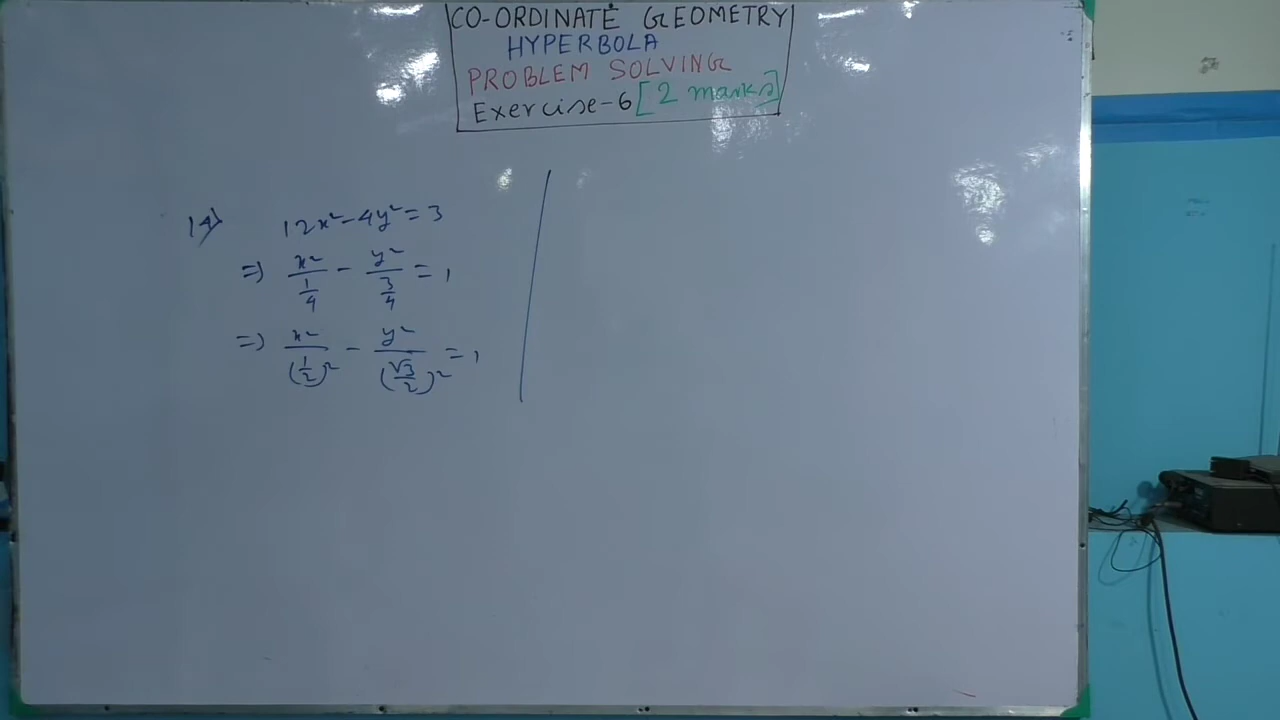 CO-ORDINATE GEOMETRY
HYPERBOLA
PROBLEM SOLVING
Exercise-6 [2 marks]
14) 12x² - 4y² = 3
=) x²/(1/4) - y²/(3/4) = 1
=) x²/(1/2)² - y²/(√3/2)² = 1